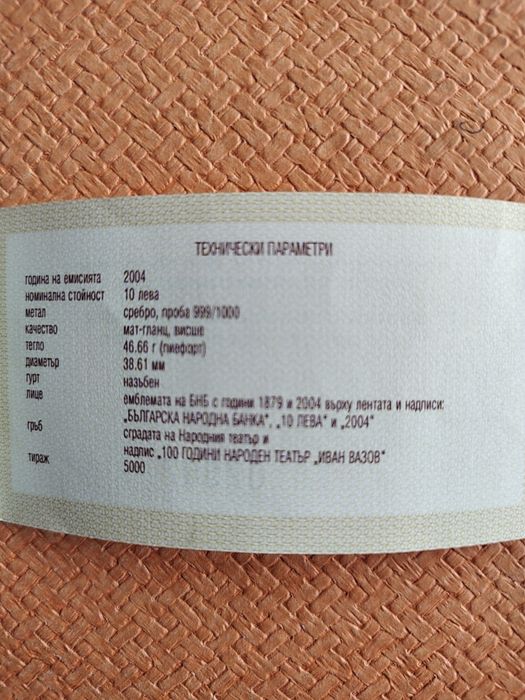 ТЕХНИЧЕСКИ ПАРАМЕТРИ
година на емисията 2004
номинална стойност 10 лева
метал сребро, проба 999/1000
качество мат-гланц, висше
тегло 46.66 г (пиефорт)
диаметър 38.61 мм
гурт назъбен
лице емблемата на БНБ с години 1879 и 2004 върху лентата и надписи:
„БЪЛГАРСКА НАРОДНА БАНКА“, „10 ЛЕВА“ и „2004“
гръб сградата на Народния театър и
надпис „100 ГОДИНИ НАРОДЕН ТЕАТЪР „ИВАН ВАЗОВ“
тираж 5000